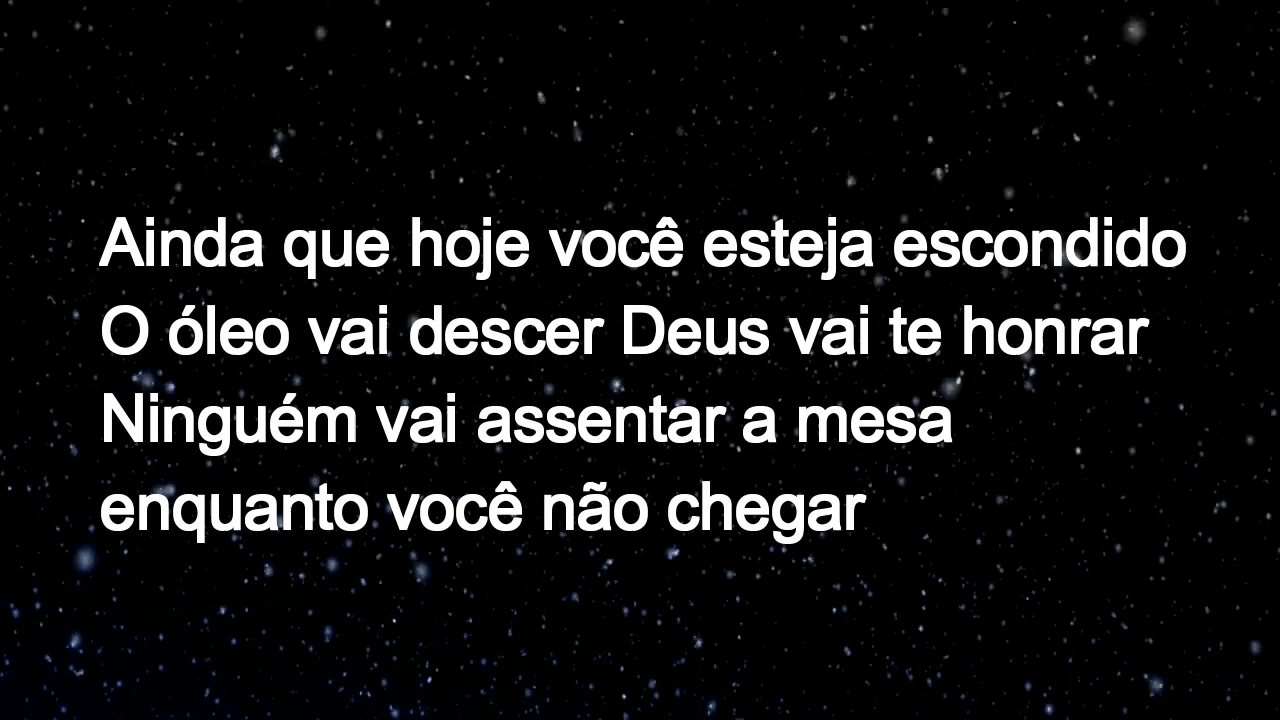 Ainda que hoje você esteja escondido
O óleo vai descer Deus vai te honrar
Ninguém vai assentar a mesa
enquanto você não chegar